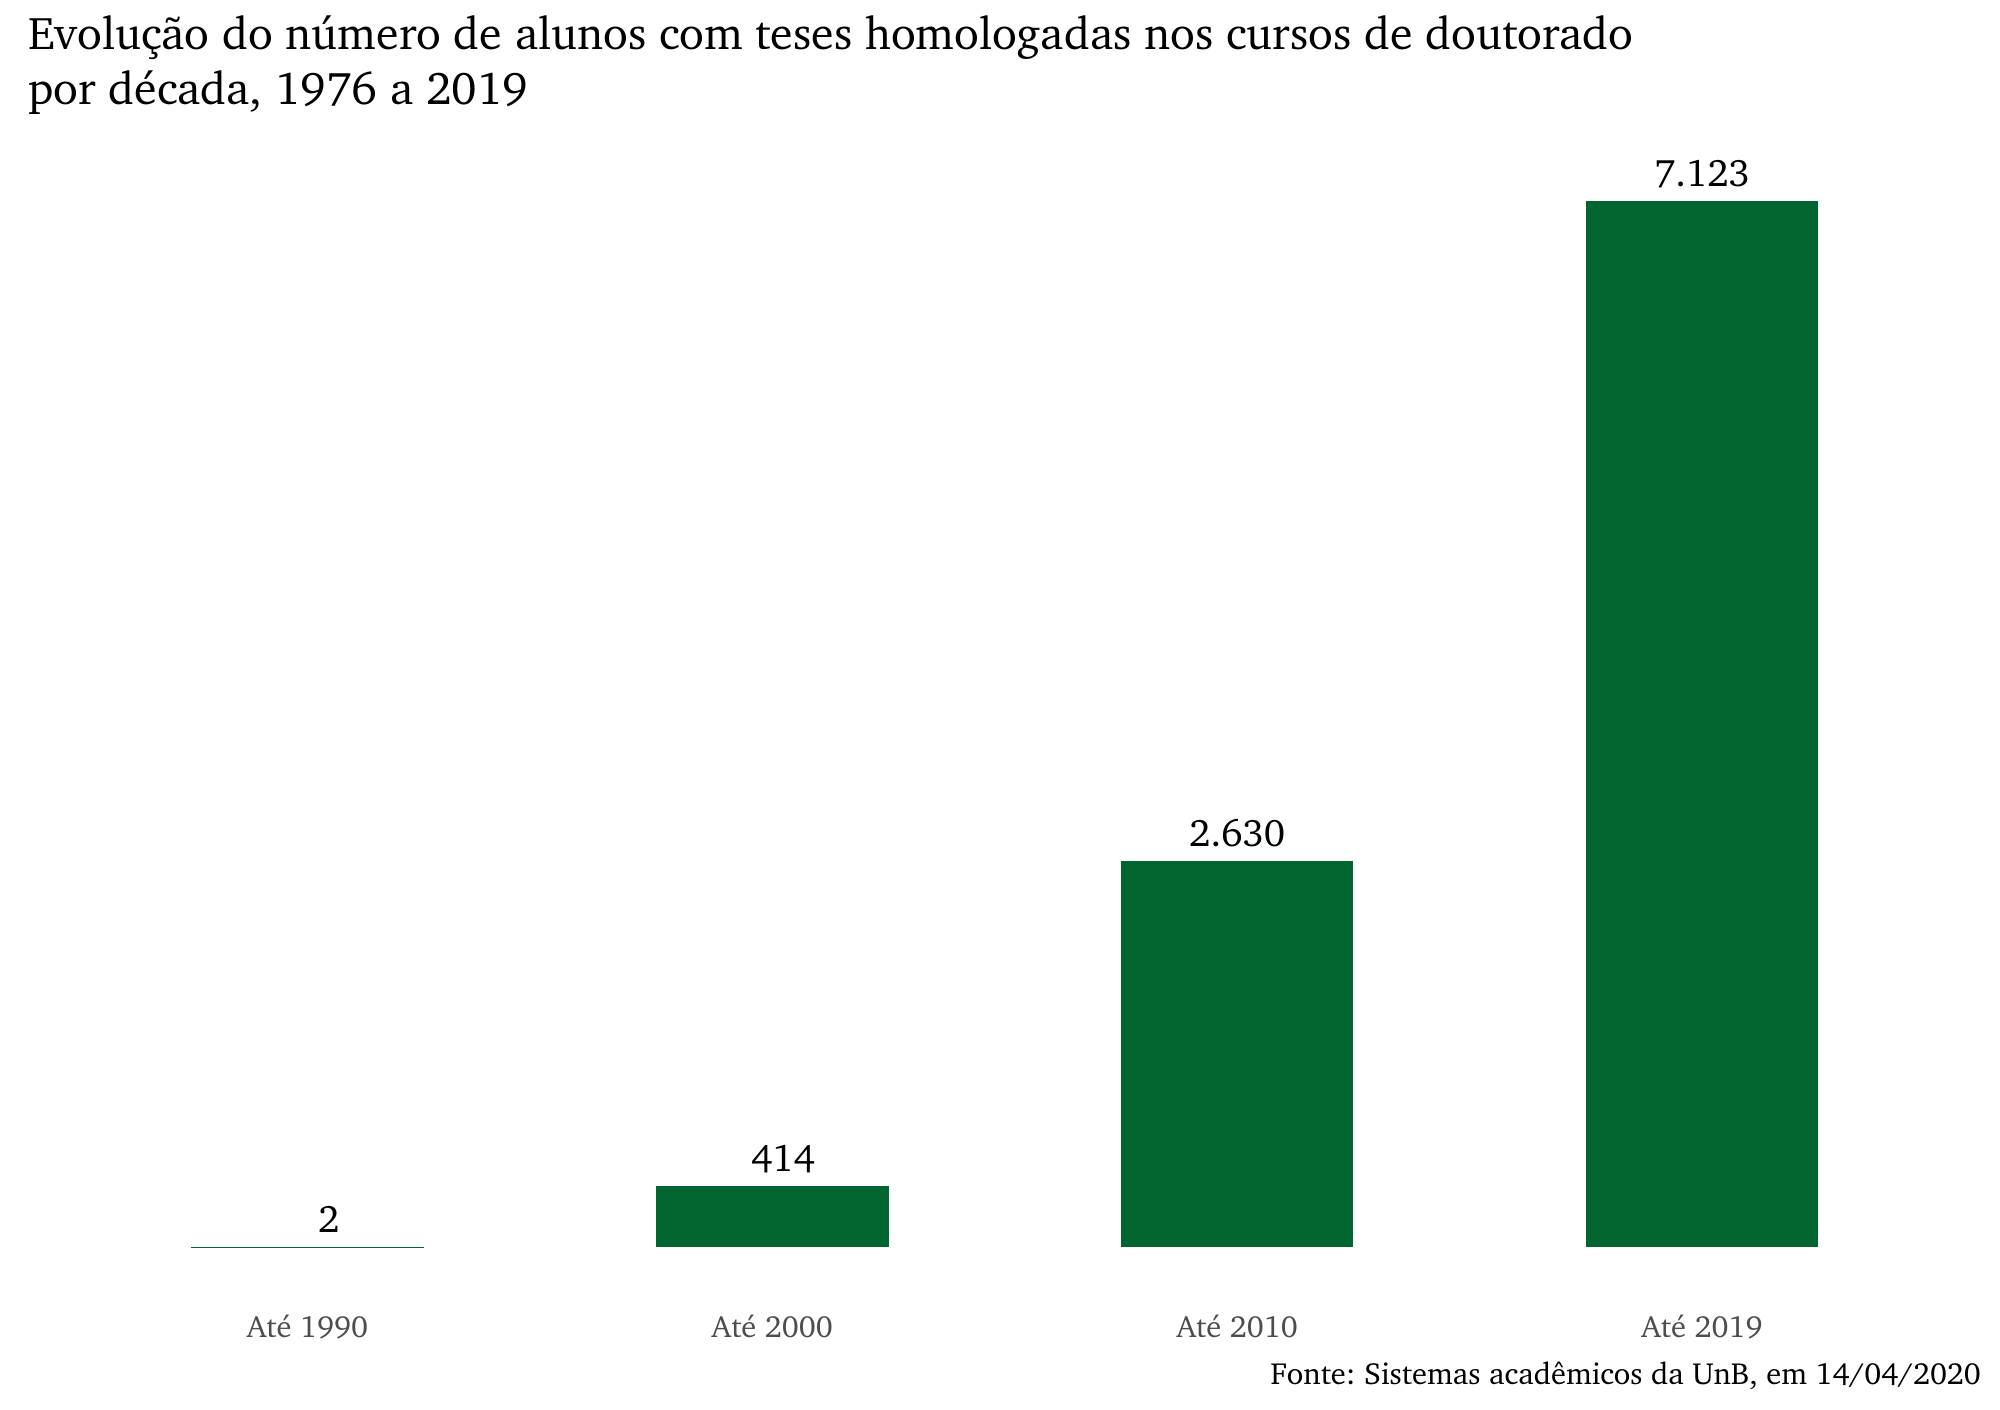 Evolução do número de alunos com teses homologadas nos cursos de doutorado
por década, 1976 a 2019
7.123
2.630
414
2
Até 1990
Até 2000
Até 2010
Até 2019
Fonte: Sistemas acadêmicos da UnB, em 14/04/2020